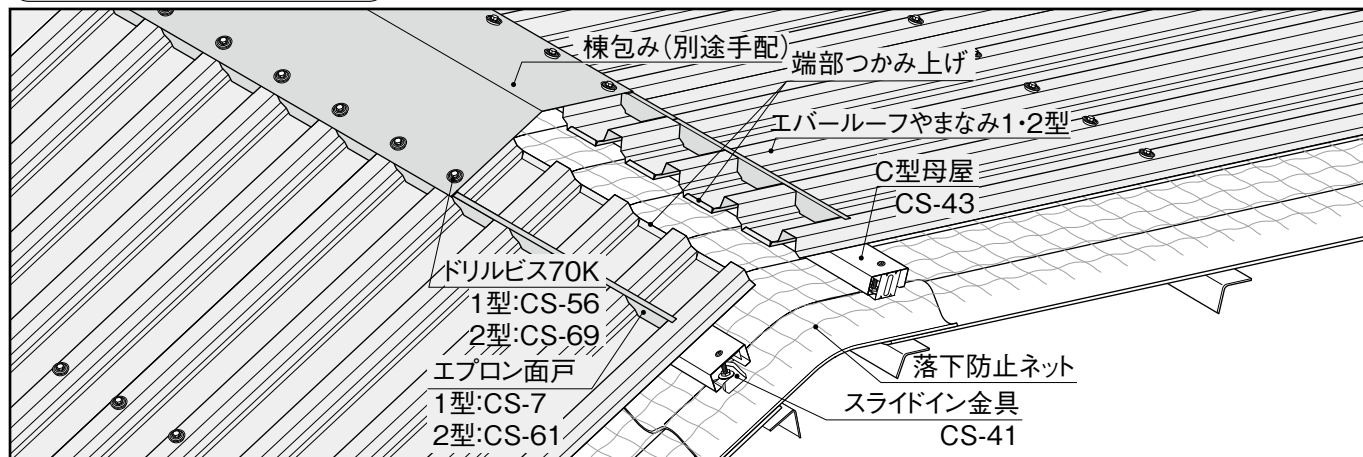 棟包み（別途手配）
端部つかみ上げ
エバールーフやまなみ1・2型
C型母屋
CS-43
ドリルビス70K
1型:CS-56
2型:CS-69
エプロン面戸
1型:CS-7
2型:CS-61
落下防止ネット
スライドイン金具
CS-41